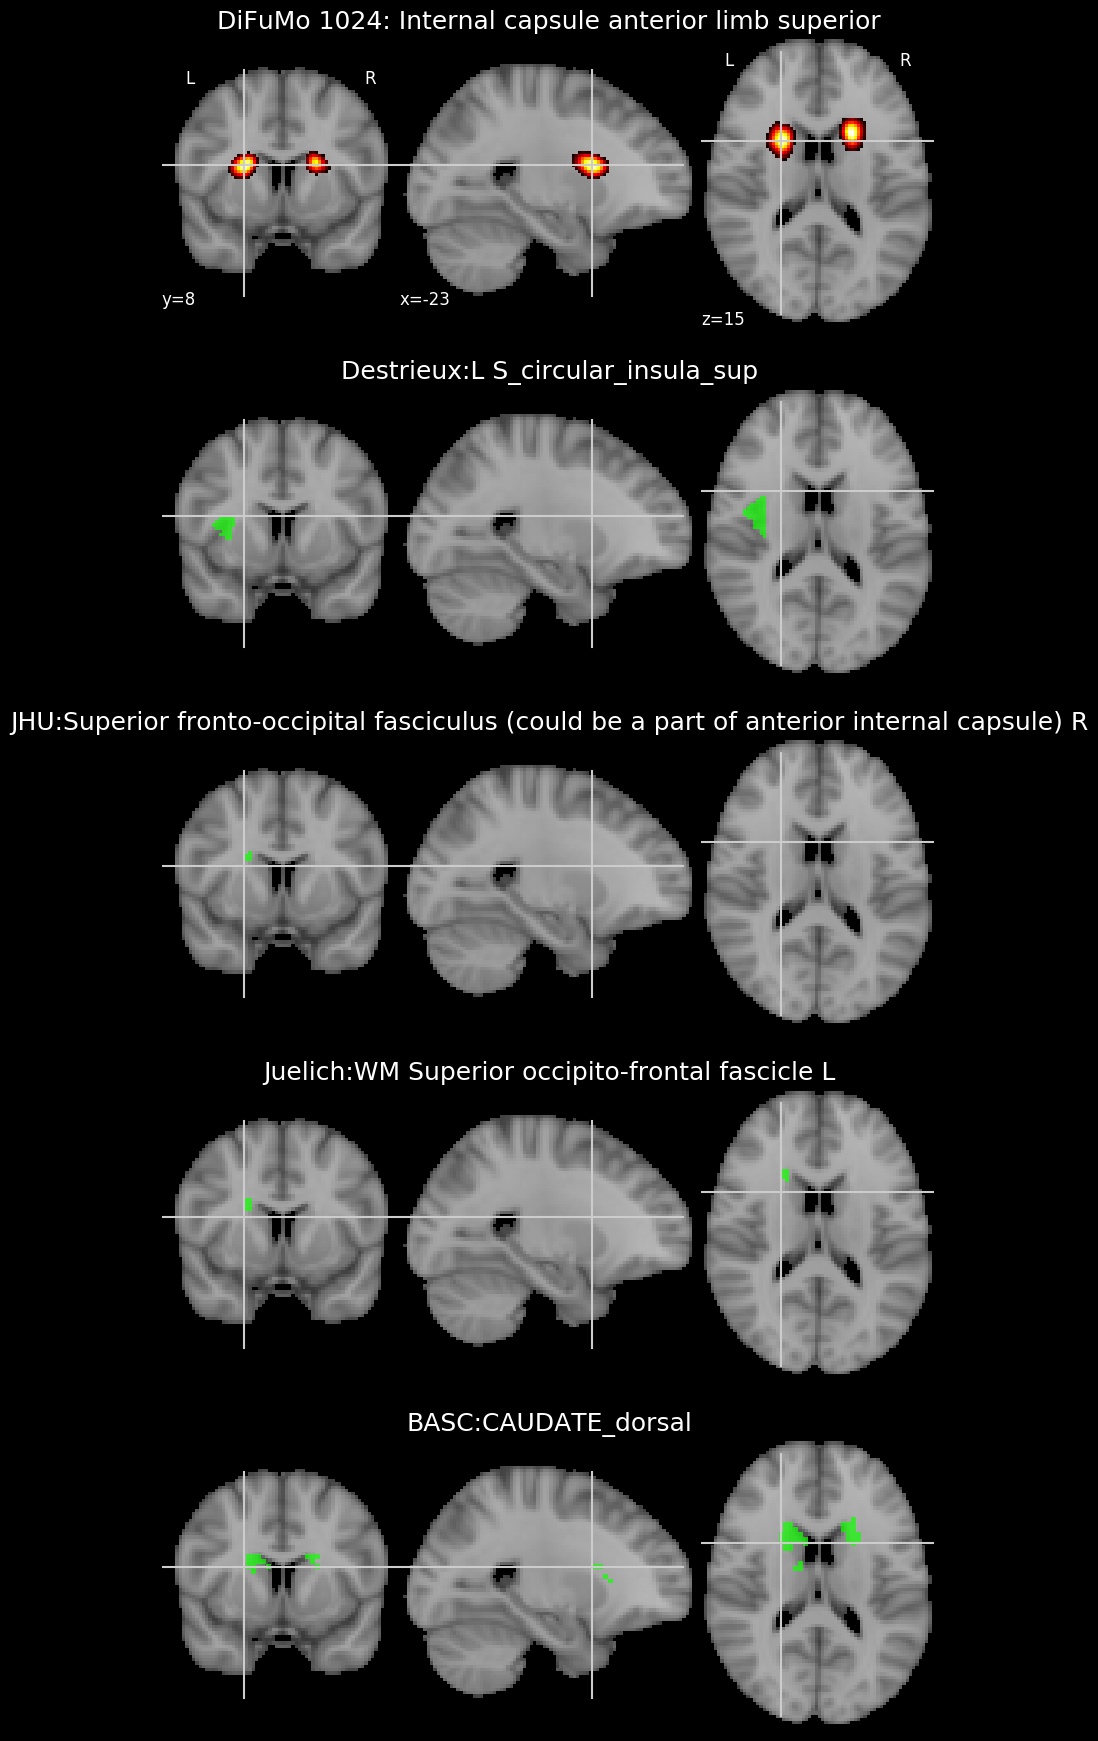 DiFuMo 1024: Internal capsule anterior limb superior
L R L R
y=8 x=-23 z=15
Destrieux:L S_circular_insula_sup
JHU:Superior fronto-occipital fasciculus (could be a part of anterior internal capsule) R
Juelich:WM Superior occipito-frontal fascicle L
BASC:CAUDATE_dorsal